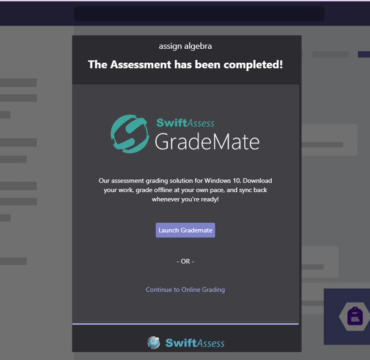 assign algebra
The Assessment has been completed!
SwiftAssess
GradeMate
Our assessment grading solution for Windows 10. Download
your work, grade offline at your own pace, and sync back
whenever you're ready!
Launch Grademate
- OR -
Continue to Online Grading
SwiftAssess